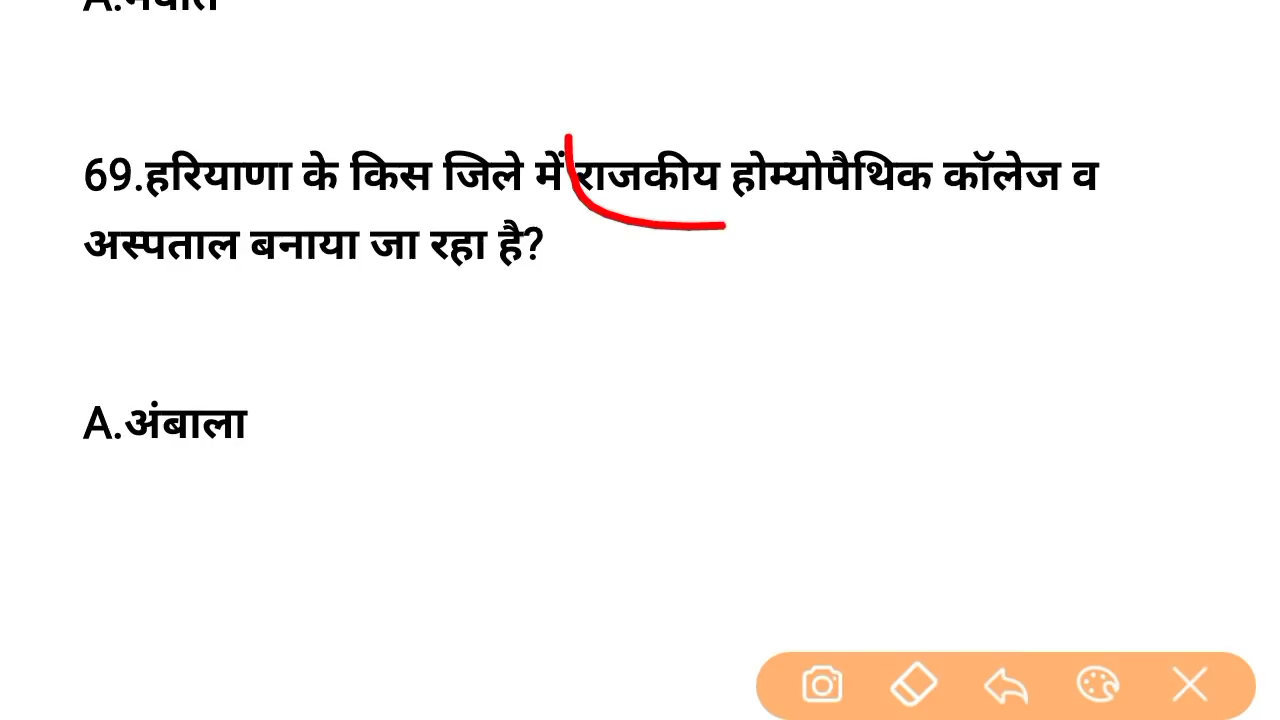 69.हरियाणा के किस जिले में राजकीय होम्योपैथिक कॉलेज व
अस्पताल बनाया जा रहा है?
A.अंबाला